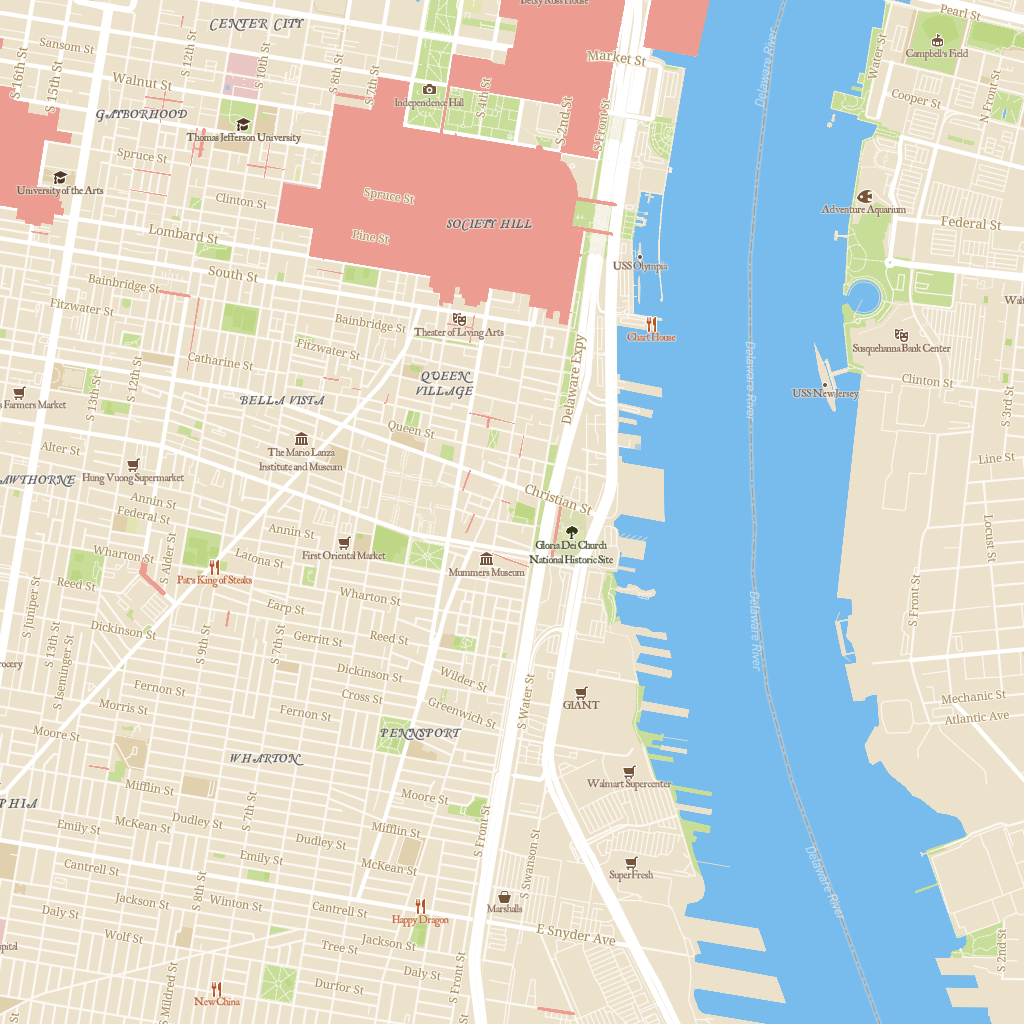 Betsy Ross House
Pearl St
CENTER CITY
Sansom St
S 12th St
S 10th St
S 8th St
S 7th St
Market St
Delaware River
Water St
Campbell's Field
S 16th St
S 15th St
Walnut St
Independence Hall
S 4th St
S 2nd St
S Front St
Cooper St
N Front St
GAYBORHOOD
Thomas Jefferson University
Spruce St
University of the Arts
Clinton St
Spruce St
SOCIETY HILL
Adventure Aquarium
Federal St
Lombard St
Pine St
South St
USS Olympia
Bainbridge St
Fitzwater St
Bainbridge St
Theater of Living Arts
Chart House
Susquehanna Bank Center
Fitzwater St
S 12th St
Catharine St
Delaware Expy
Delaware River
QUEEN
VILLAGE
Clinton St
USS New Jersey
S 3rd St
s Farmers Market
S 13th St
BELLA VISTA
Queen St
Alter St
The Mario Lanza
Institute and Museum
Line St
AWTHORNE
Hung Vuong Supermarket
Annin St
Federal St
Christian St
Locust St
Annin St
First Oriental Market
Gloria Dei Church
National Historic Site
Wharton St
S Alder St
Latona St
Mummers Museum
Pat's King of Steaks
Reed St
S Juniper St
Wharton St
Earp St
S Front St
Delaware River
Dickinson St
S 13th St
S Iseminger St
S 9th St
S 7th St
Gerritt St
Reed St
rocery
Dickinson St
Wilder St
Fernon St
Cross St
S Water St
GIANT
Mechanic St
Atlantic Ave
Morris St
Fernon St
Greenwich St
Moore St
PENNSPORT
WHARTON
Walmart Supercenter
Mifflin St
Moore St
PHIA
McKean St
Dudley St
S 7th St
Mifflin St
S Front St
Emily St
Dudley St
Emily St
McKean St
Cantrell St
S Swanson St
SuperFresh
Delaware River
Jackson St
S 8th St
Winton St
Cantrell St
Marshalls
Happy Dragon
Daly St
Wolf St
Jackson St
E Snyder Ave
Tree St
S 2nd St
spital
Daly St
S Mildred St
Durfor St
S Front St
New China